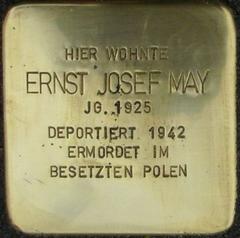 HIER WOHNTE
ERNST JOSEF MAY
JG. 1925
DEPORTIERT 1942
ERMORDET IM
BESETZTEN POLEN